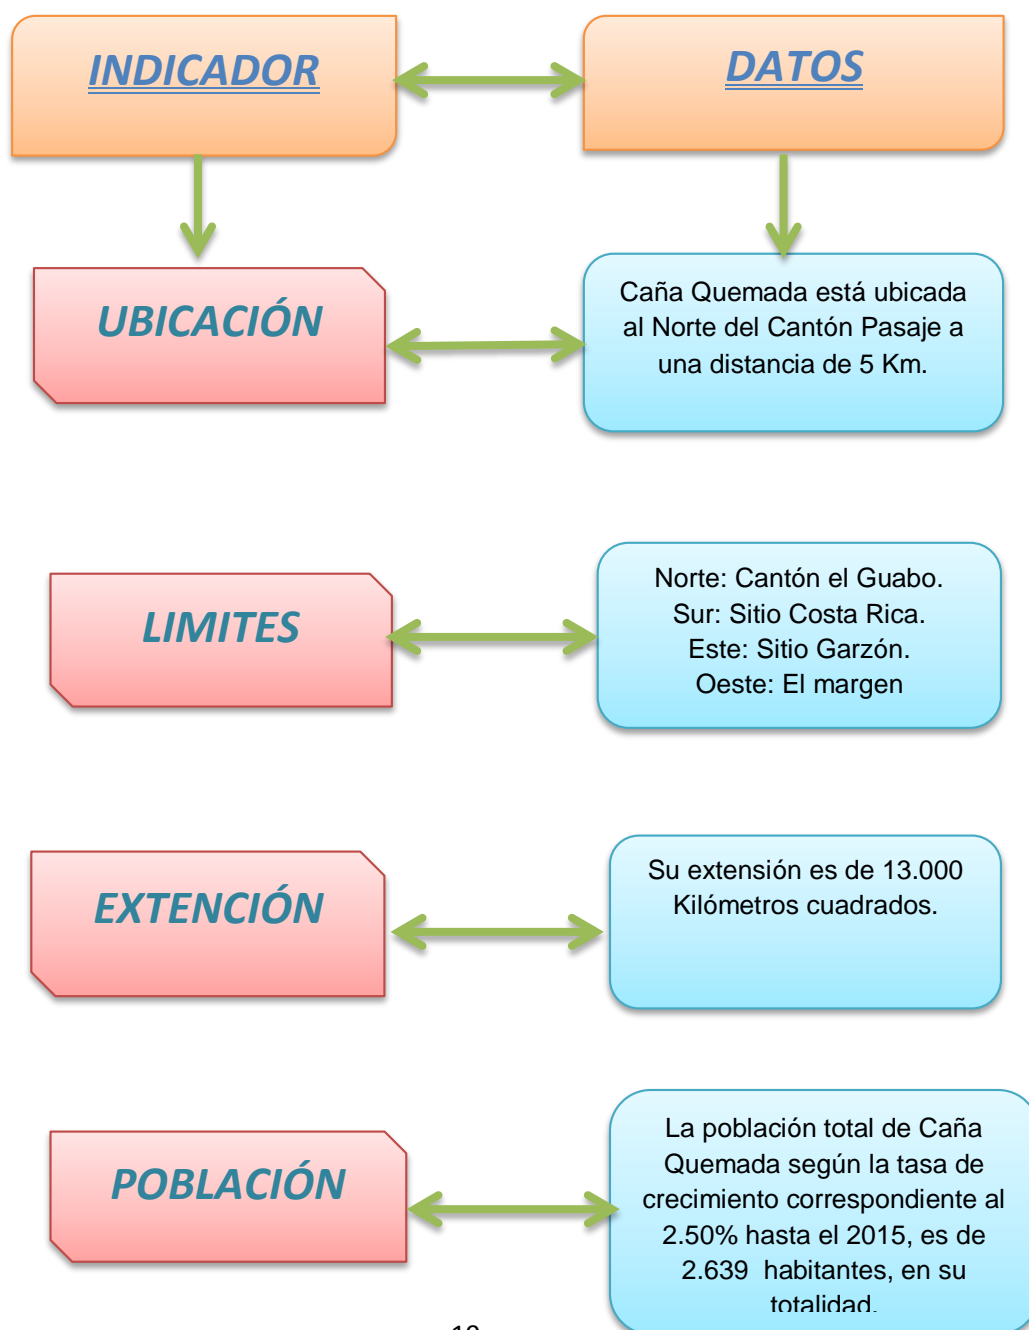 INDICADOR
DATOS
UBICACIÓN
Caña Quemada está ubicada
al Norte del Cantón Pasaje a
una distancia de 5 Km.
LIMITES
Norte: Cantón el Guabo.
Sur: Sitio Costa Rica.
Este: Sitio Garzón.
Oeste: El margen
EXTENCIÓN
Su extensión es de 13.000
Kilómetros cuadrados.
POBLACIÓN
La población total de Caña
Quemada según la tasa de
crecimiento correspondiente al
2.50% hasta el 2015, es de
2.639 habitantes, en su
totalidad.